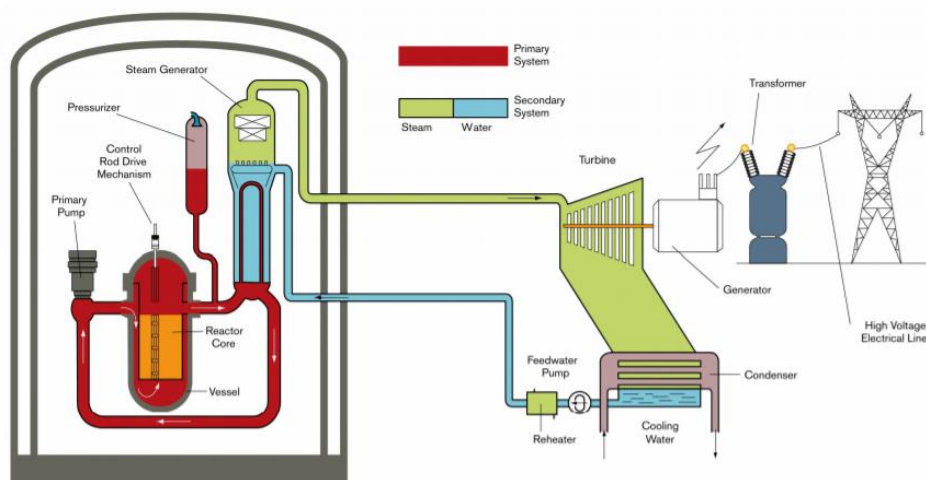 Primary
System
Steam Generator
Pressurizer
Secondary
System
Steam
Water
Transformer
Control
Rod Drive
Mechanism
Turbine
Primary
Pump
Generator
Reactor
Core
High Voltage
Electrical Line
Feedwater
Pump
Condenser
Vessel
Reheater
Cooling
Water